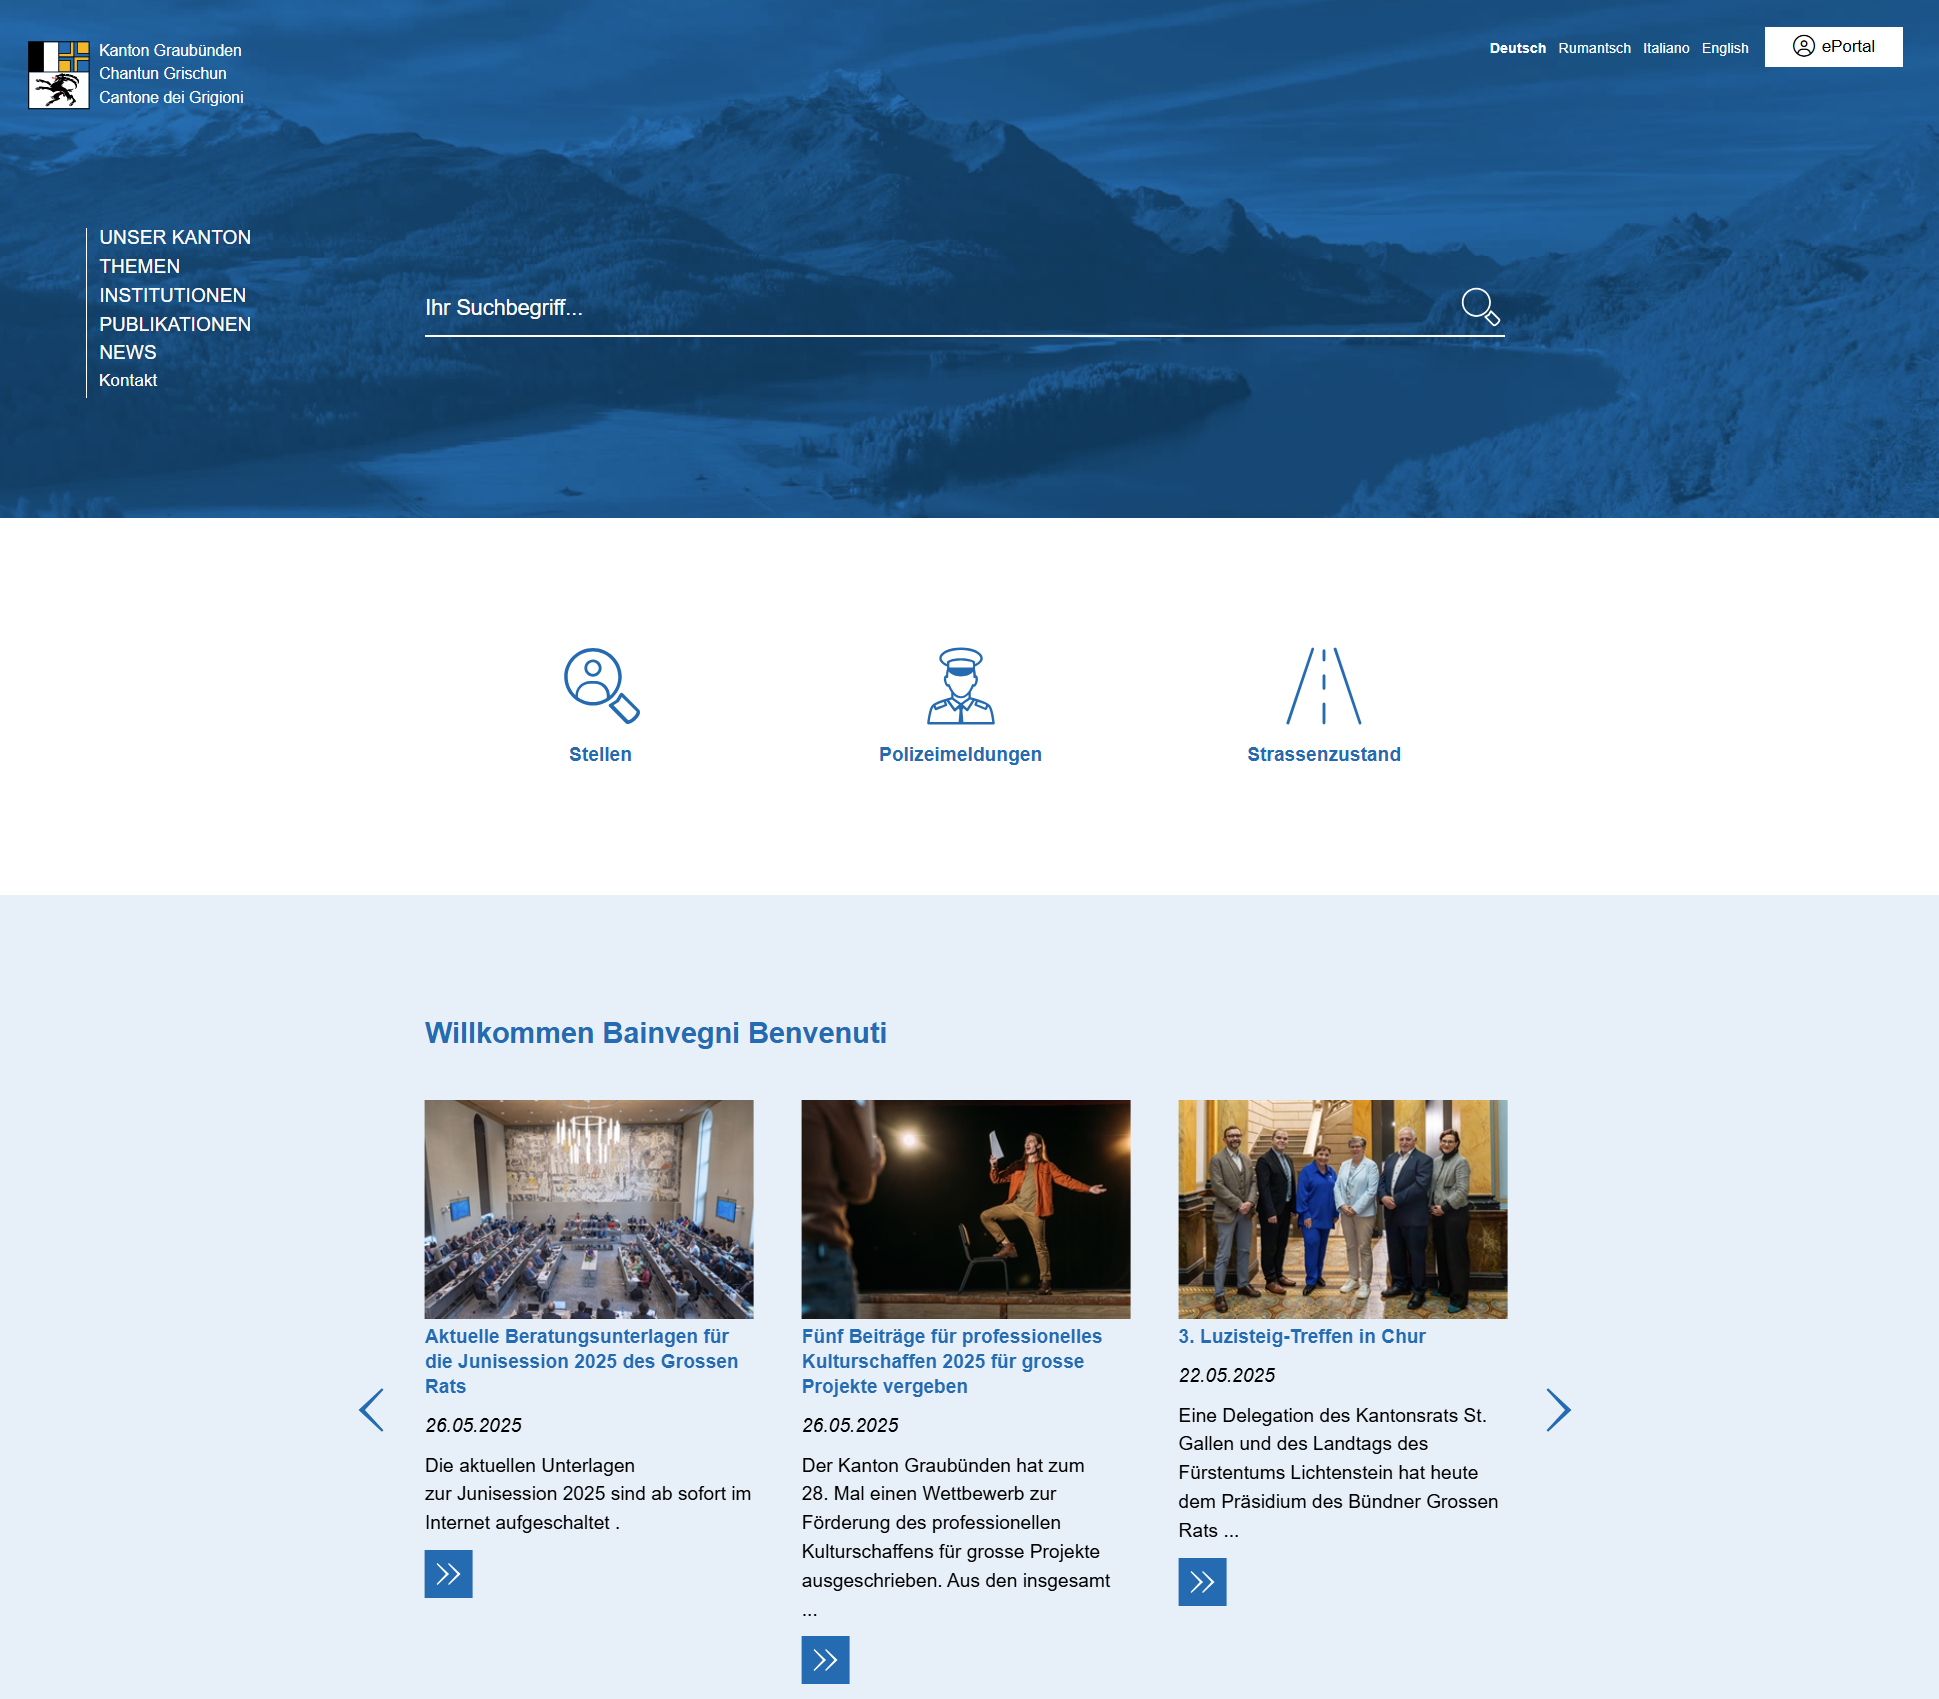 Kanton Graubünden
Chantun Grischun
Cantone dei Grigioni
Deutsch Rumantsch Italiano English ePortal
UNSER KANTON
THEMEN
INSTITUTIONEN
PUBLIKATIONEN
NEWS
Kontakt
Ihr Suchbegriff...
Stellen
Polizeimeldungen
Strassenzustand
Willkommen Bainvegni Benvenuti
Aktuelle Beratungsunterlagen für
die Junisession 2025 des Grossen
Rats
26.05.2025
Die aktuellen Unterlagen
zur Junisession 2025 sind ab sofort im
Internet aufgeschaltet .
Fünf Beiträge für professionelles
Kulturschaffen 2025 für grosse
Projekte vergeben
26.05.2025
Der Kanton Graubünden hat zum
28. Mal einen Wettbewerb zur
Förderung des professionellen
Kulturschaffens für grosse Projekte
ausgeschrieben. Aus den insgesamt
...
3. Luzisteig-Treffen in Chur
22.05.2025
Eine Delegation des Kantonsrats St.
Gallen und des Landtags des
Fürstentums Lichtenstein hat heute
dem Präsidium des Bündner Grossen
Rats ...